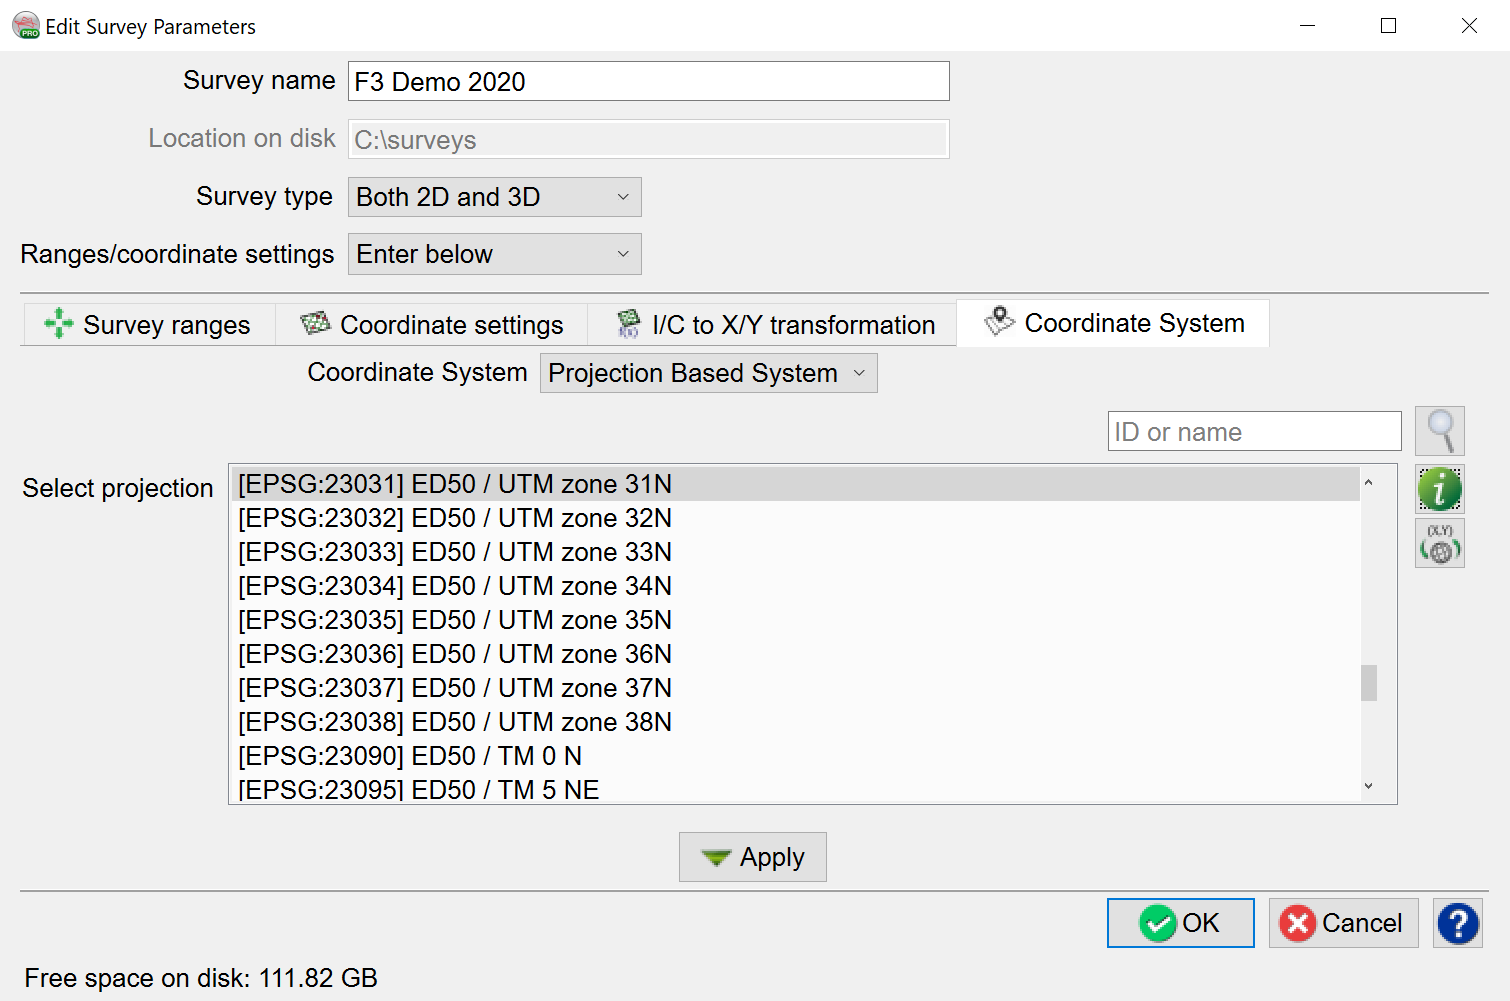 Edit Survey Parameters
Survey name F3 Demo 2020
Location on disk C:\surveys
Survey type Both 2D and 3D
Ranges/coordinate settings Enter below
Survey ranges Coordinate settings I/C to X/Y transformation Coordinate System
Coordinate System Projection Based System
ID or name
Select projection [EPSG:23031] ED50 / UTM zone 31N
[EPSG:23032] ED50 / UTM zone 32N
(X,Y)
[EPSG:23033] ED50 / UTM zone 33N
[EPSG:23034] ED50 / UTM zone 34N
[EPSG:23035] ED50 / UTM zone 35N
[EPSG:23036] ED50 / UTM zone 36N
[EPSG:23037] ED50 / UTM zone 37N
[EPSG:23038] ED50 / UTM zone 38N
[EPSG:23090] ED50 / TM 0 N
[EPSG:23095] ED50 / TM 5 NE
Apply
OK Cancel ?
Free space on disk: 111.82 GB